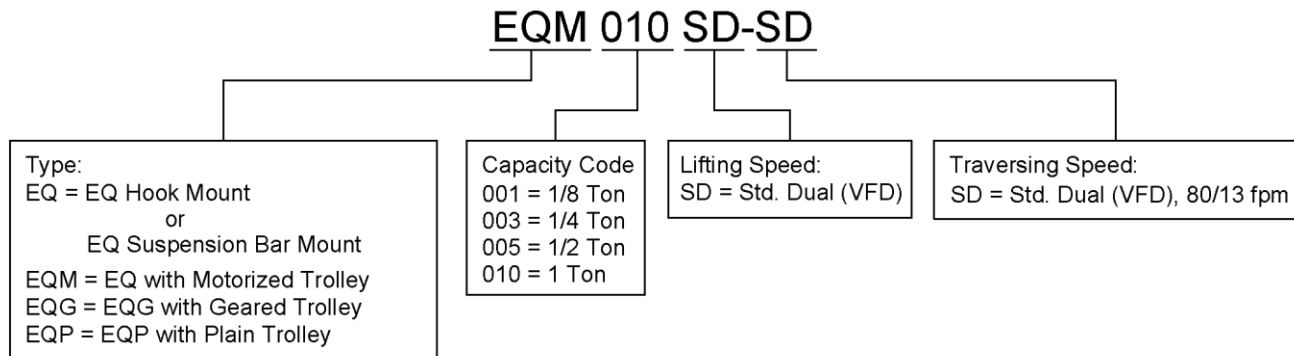 EQM 010 SD-SD
Type:
EQ = EQ Hook Mount
or
EQ Suspension Bar Mount
EQM = EQ with Motorized Trolley
EQG = EQG with Geared Trolley
EQP = EQP with Plain Trolley
Capacity Code
001 = 1/8 Ton
003 = 1/4 Ton
005 = 1/2 Ton
010 = 1 Ton
Lifting Speed:
SD = Std. Dual (VFD)
Traversing Speed:
SD = Std. Dual (VFD), 80/13 fpm